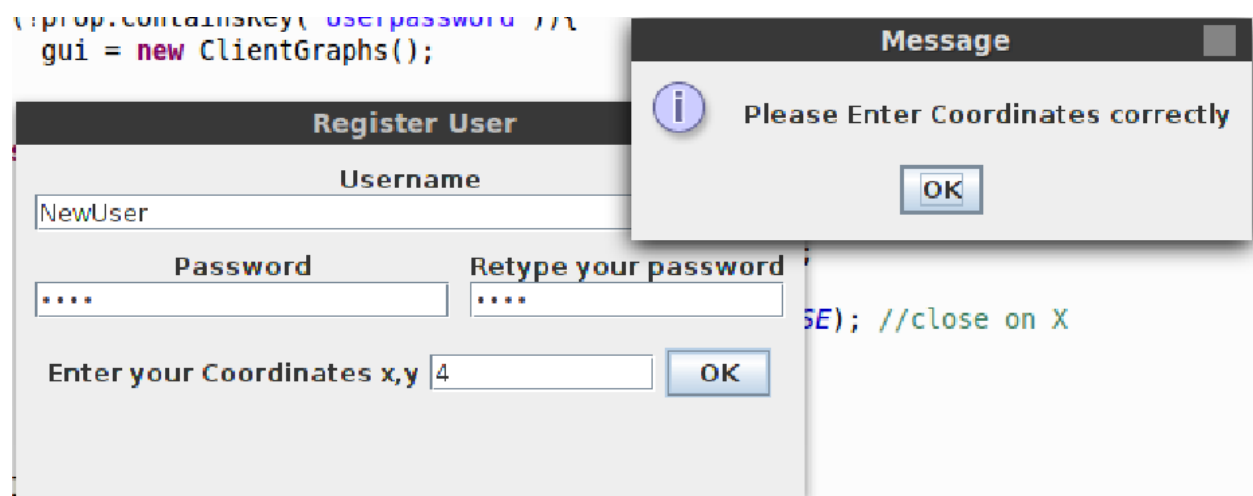 (!prop.containsKey("userpassword")){
gui = new ClientGraphs();
Message
Please Enter Coordinates correctly
OK
Register User
Username
NewUser
Password
Retype your password
••••
••••
;
SE); //close on X
Enter your Coordinates x,y 4
OK